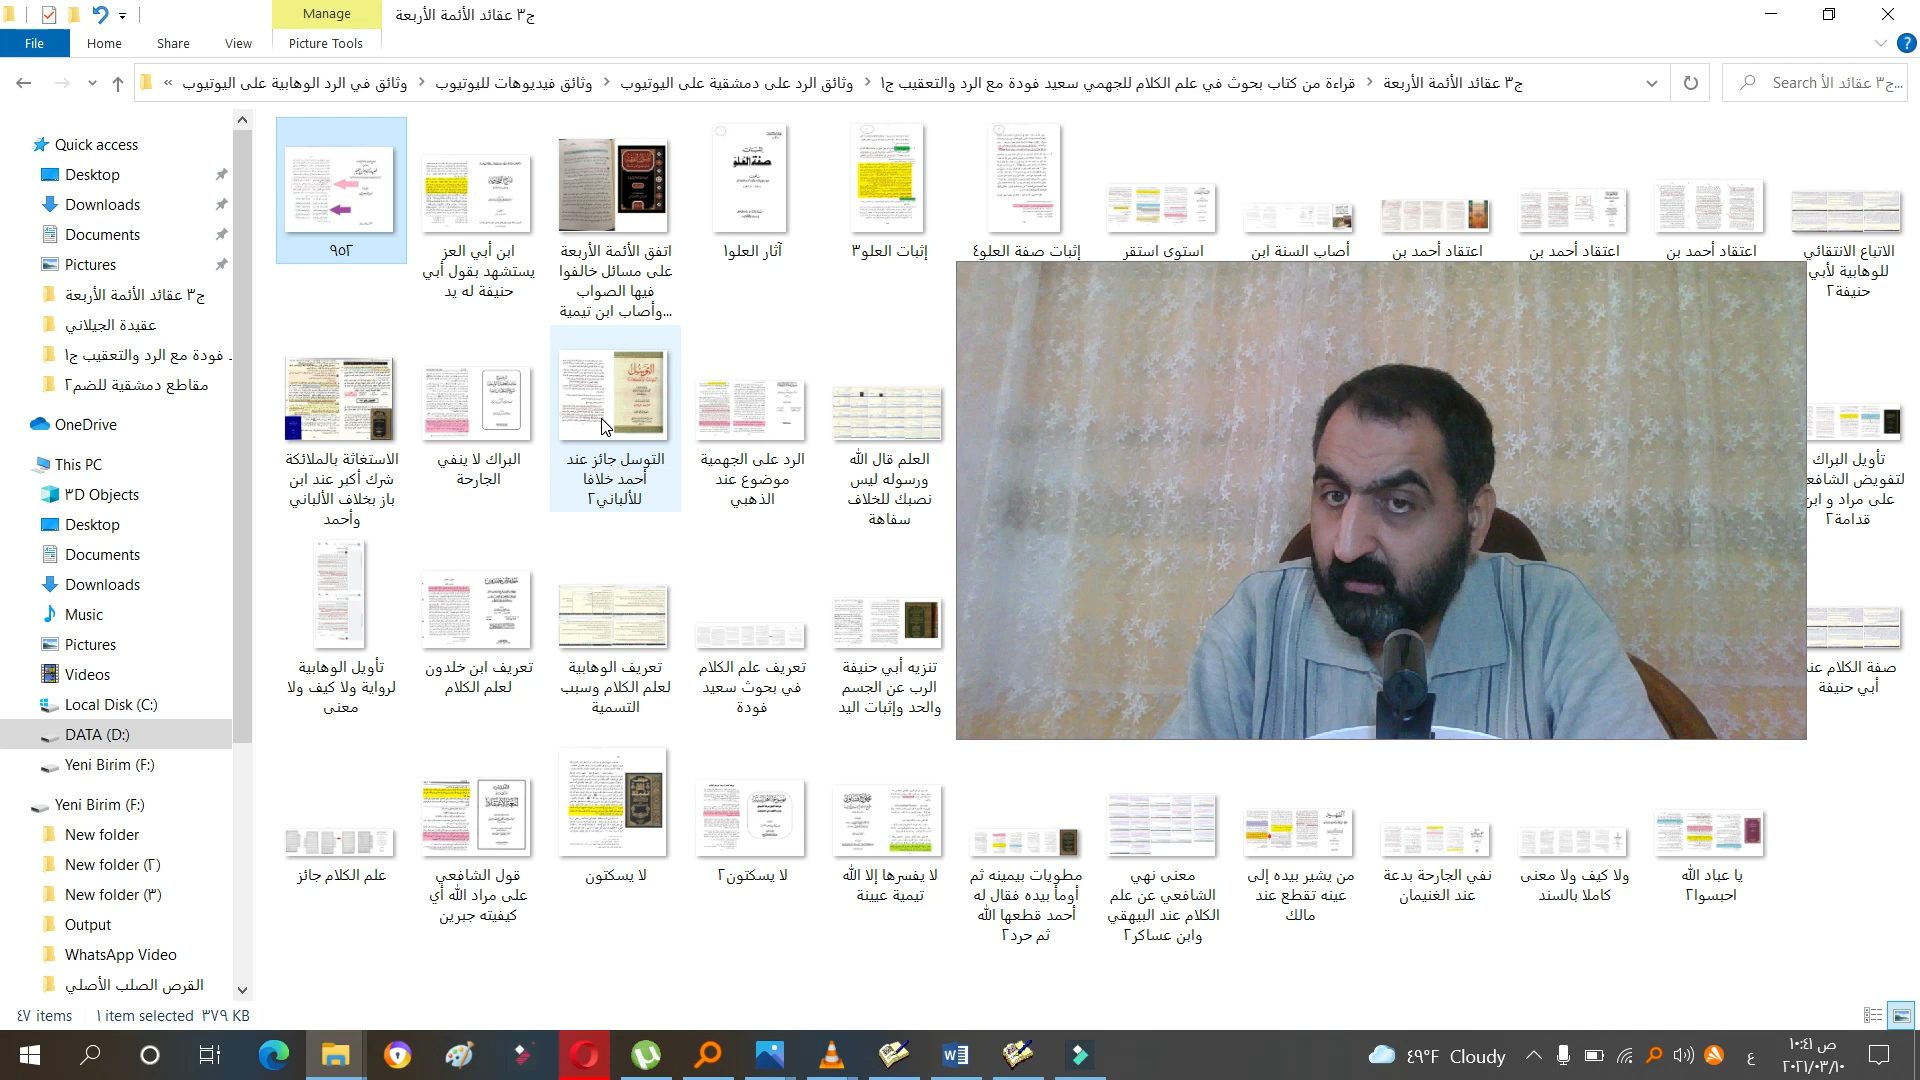 Manage
ج٣ عقائد الأئمة الأربعة
File
Home
Share
View
Picture Tools
ج٣ عقائد الأئمة الأربعة
قراءة من كتاب بحوث في علم الكلام للجهمي سعيد فودة مع الرد والتعقيب ج١
وثائق الرد على دمشقية على اليوتيوب
وثائق فيديوهات لليوتيوب
وثائق في الرد الوهابية على اليوتيوب
Search ج٣ عقائد الأ...
Quick access
Desktop
Downloads
Documents
Pictures
ج٣ عقائد الأئمة الأربعة
عقيدة الجيلاني
فودة مع الرد والتعقيب ج١
مقاطع دمشقية للضم٢
OneDrive
This PC
٣D Objects
Desktop
Documents
Downloads
Music
Pictures
Videos
Local Disk (C:)
DATA (D:)
Yeni Birim (F:)
Yeni Birim (F:)
New folder
New folder (٢)
New folder (٣)
Output
WhatsApp Video
القرص الصلب الأصلي
٩٥٢
ابن أبي العز
يستشهد بقول أبي
حنيفة له يد
اتفق الأئمة الأربعة
على مسائل خالفوا
فيها الصواب
وأصاب ابن تيمية...
إثبات
صفة العلو
آثار العلو١
إثبات العلو٣
إثبات صفة العلو٤
استوى استقر
أصاب السنة ابن
اعتقاد أحمد بن
اعتقاد أحمد بن
اعتقاد أحمد بن
الاتباع الانتقائي
للوهابية لأبي
حنيفة٢
الاستغاثة بالملائكة
شرك أكبر عند ابن
باز بخلاف الألباني
وأحمد
البراك لا ينفي
الجارحة
التوسل
التوسل جائز عند
أحمد خلافا
للألباني٢
الرد على الجهمية
موضوع عند
الذهبي
العلم قال الله
ورسوله ليس
نصبك للخلاف
سفاهة
تأويل البراك
لتفويض الشافع
على مراد و ابن
قدامة٢
تأويل الوهابية
لرواية ولا كيف ولا
معنى
تعريف ابن خلدون
لعلم الكلام
تعريف الوهابية
لعلم الكلام وسبب
التسمية
تعريف علم الكلام
في بحوث سعيد
فودة
تنزيه أبي حنيفة
الرب عن الجسم
والحد وإثبات اليد
صفة الكلام عند
أبي حنيفة
علم الكلام جائز
قول الشافعي
على مراد الله أي
كيفيته جبرين
لا يسكتون
لا يسكتون٢
لا يفسرها إلا الله
تيمية عيينة
مطويات بيمينه ثم
أومأ بيده فقال له
أحمد قطعها الله
ثم حرد٢
معنى نهي
الشافعي عن علم
الكلام عند البيهقي
وابن عساكر٢
من يشير بيده إلى
عينه تقطع عند
مالك
نفي الجارحة بدعة
عند الغنيمان
ولا كيف ولا معنى
كاملا بالسند
يا عباد الله
احبسوا٢
٤٧ items
١ item selected ٣٧٩ KB
٤٩°F Cloudy
ع
١٠:٤١ ص
٢٠٢١/٠٣/١٠